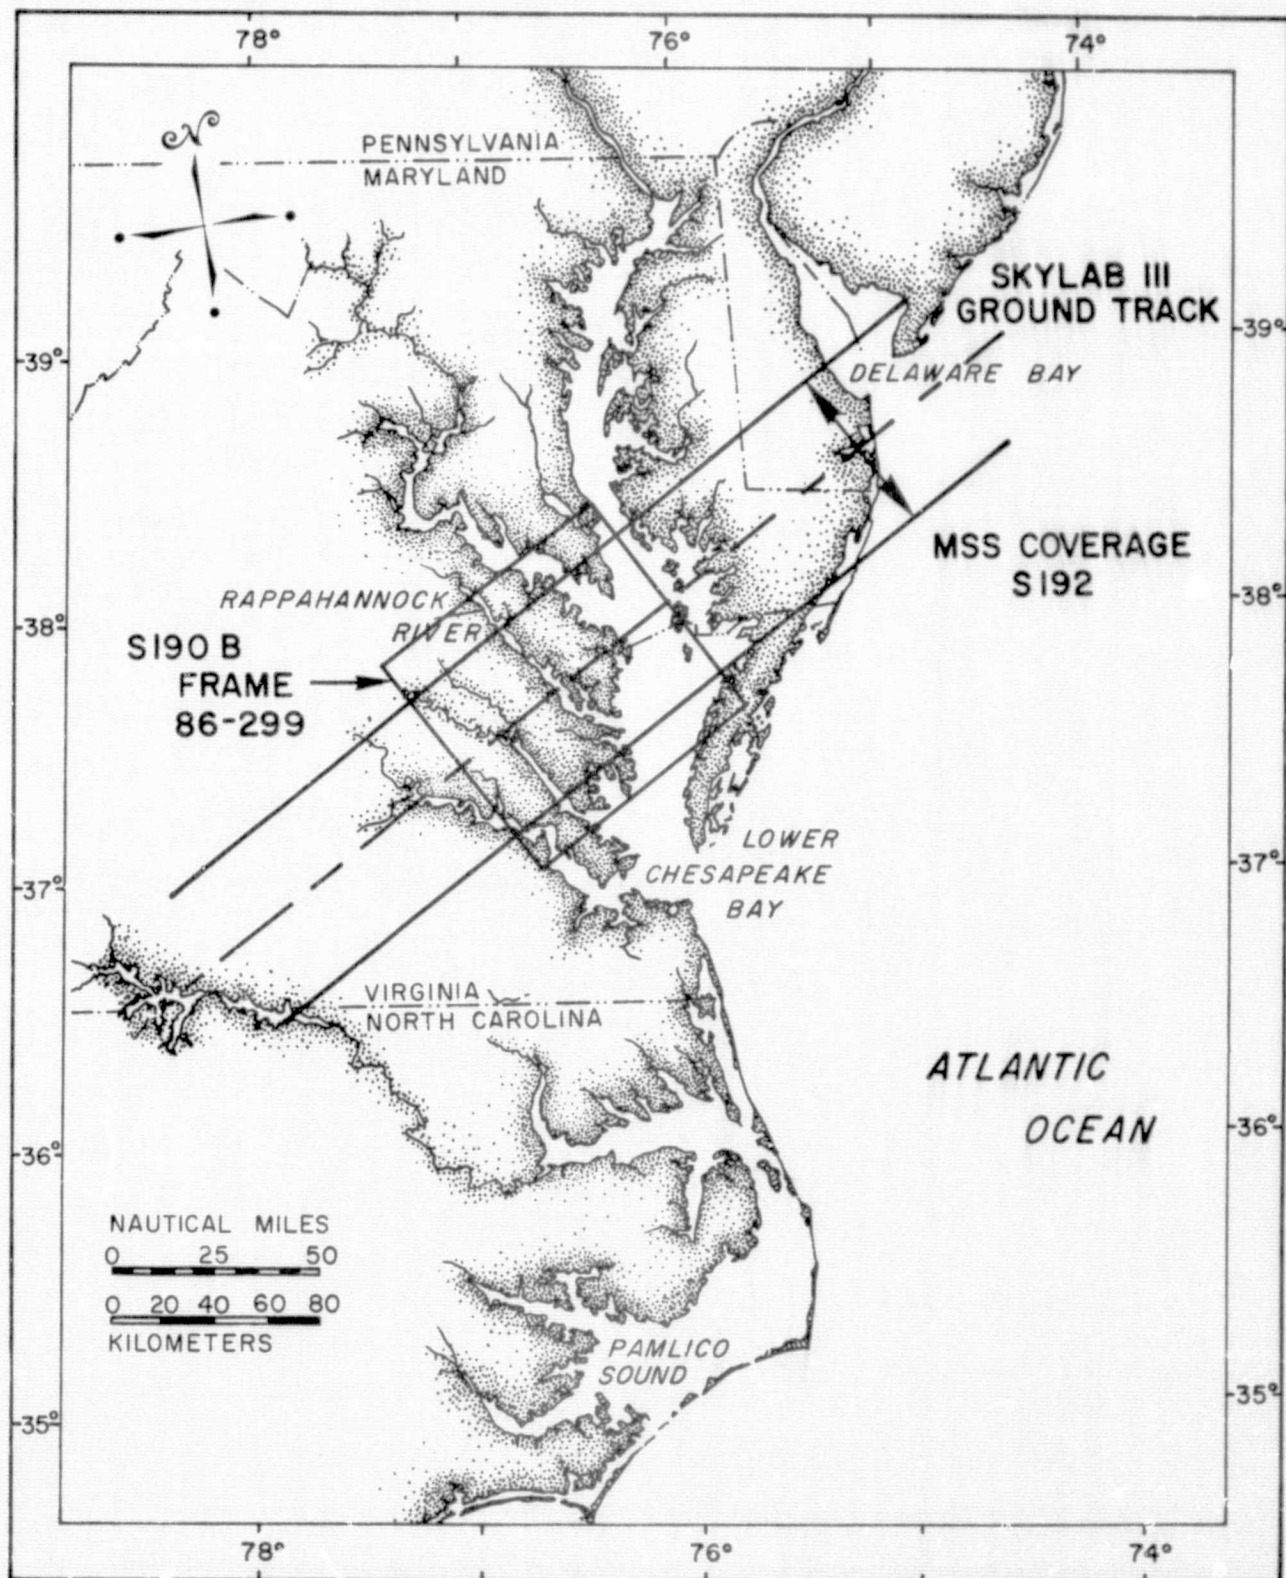 78° 76° 74°
N
PENNSYLVANIA
MARYLAND
SKYLAB III
GROUND TRACK
39° 39°
DELAWARE BAY
MSS COVERAGE
S192
RAPPAHANNOCK
RIVER
38° 38°
S190 B
FRAME
86-299
LOWER
CHESAPEAKE
BAY
37° 37°
VIRGINIA
NORTH CAROLINA
ATLANTIC
OCEAN
36° 36°
NAUTICAL MILES
0 25 50
0 20 40 60 80
KILOMETERS
PAMLICO
SOUND
35° 35°
78° 76° 74°